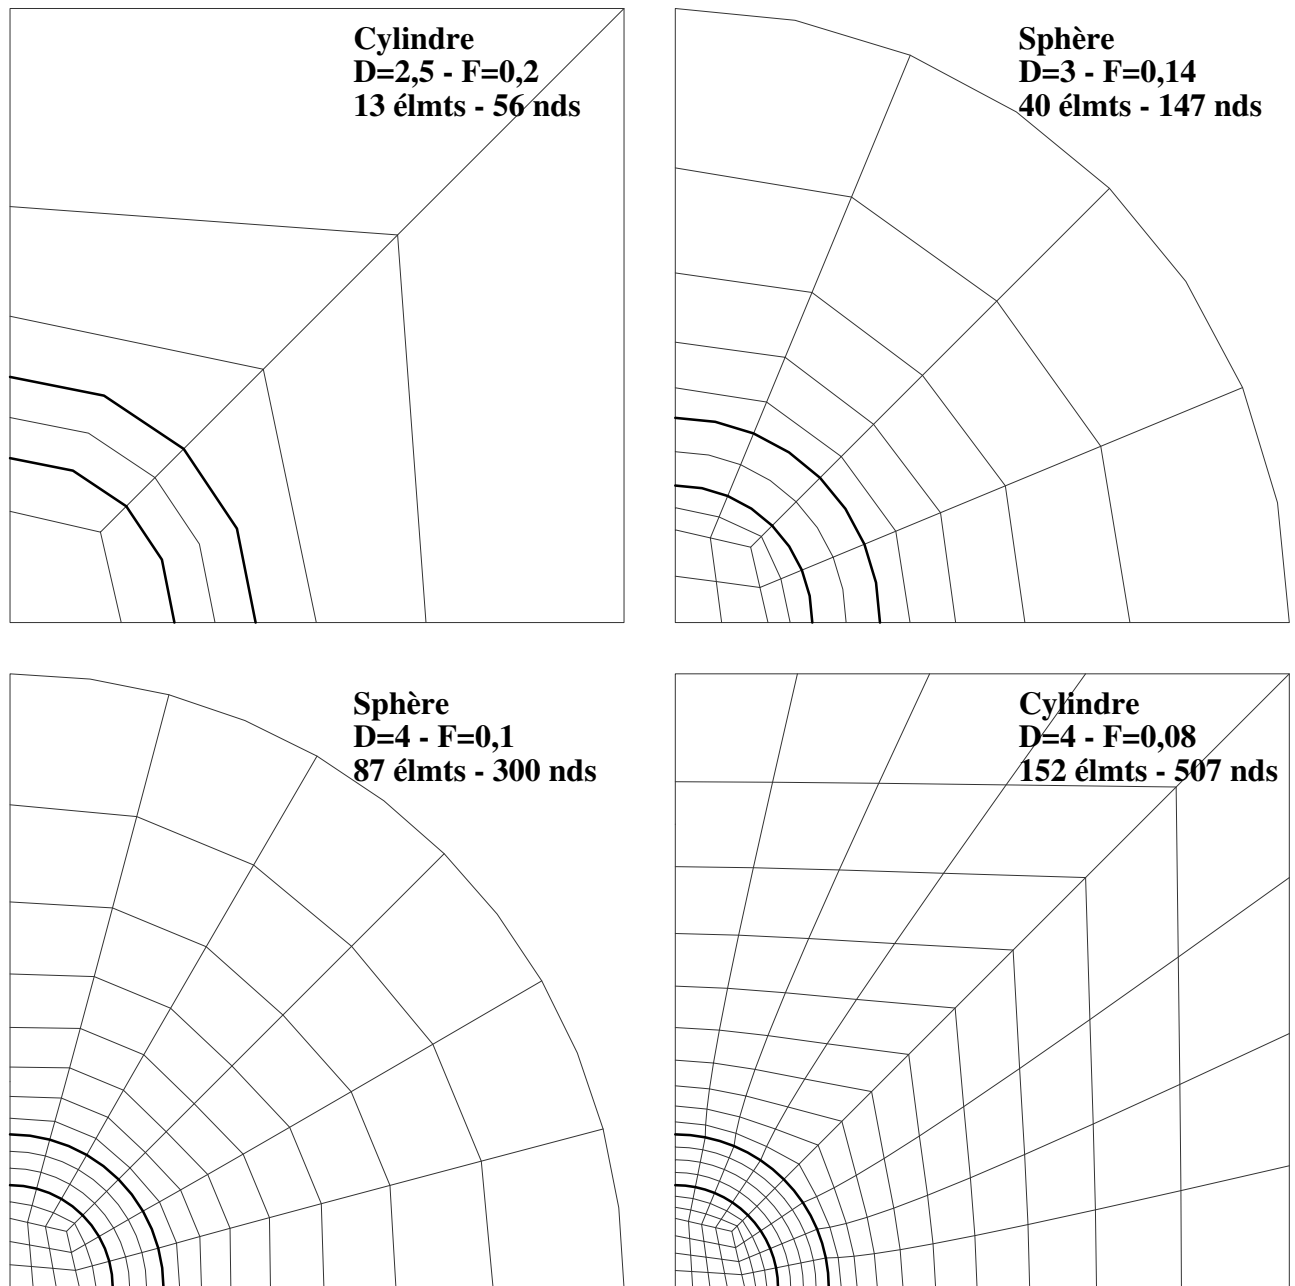 Cylindre
D=2,5 - F=0,2
13 élmts - 56 nds
Sphère
D=3 - F=0,14
40 élmts - 147 nds
Sphère
D=4 - F=0,1
87 élmts - 300 nds
Cylindre
D=4 - F=0,08
152 élmts - 507 nds